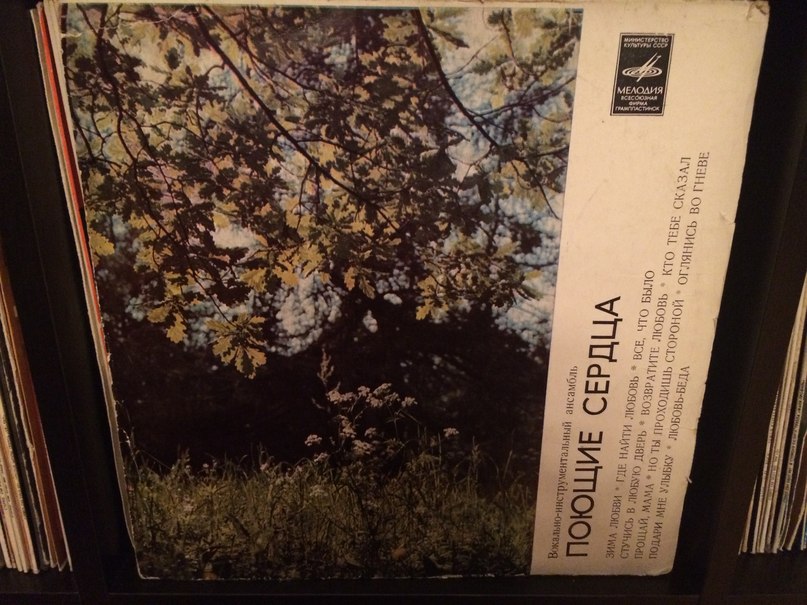 МИНИСТЕРСТВО
КУЛЬТУРЫ СССР
МЕЛОДИЯ
ВСЕСОЮЗНАЯ
ФИРМА
ГРАМПЛАСТИНОК
Вокально-инструментальный ансамбль
ПОЮЩИЕ СЕРДЦА
ЗИМА ЛЮБВИ * ГДЕ НАЙТИ ЛЮБОВЬ * ВСЕ, ЧТО БЫЛО
СТУЧИСЬ В ЛЮБУЮ ДВЕРЬ * ВОЗВРАТИТЕ ЛЮБОВЬ * КТО ТЕБЕ СКАЗАЛ
ПРОЩАЙ, МАМА * НО ТЫ ПРОХОДИШЬ СТОРОНОЙ * ОГЛЯНИСЬ ВО ГНЕВЕ
ПОДАРИ МНЕ УЛЫБКУ * ЛЮБОВЬ-БЕДА